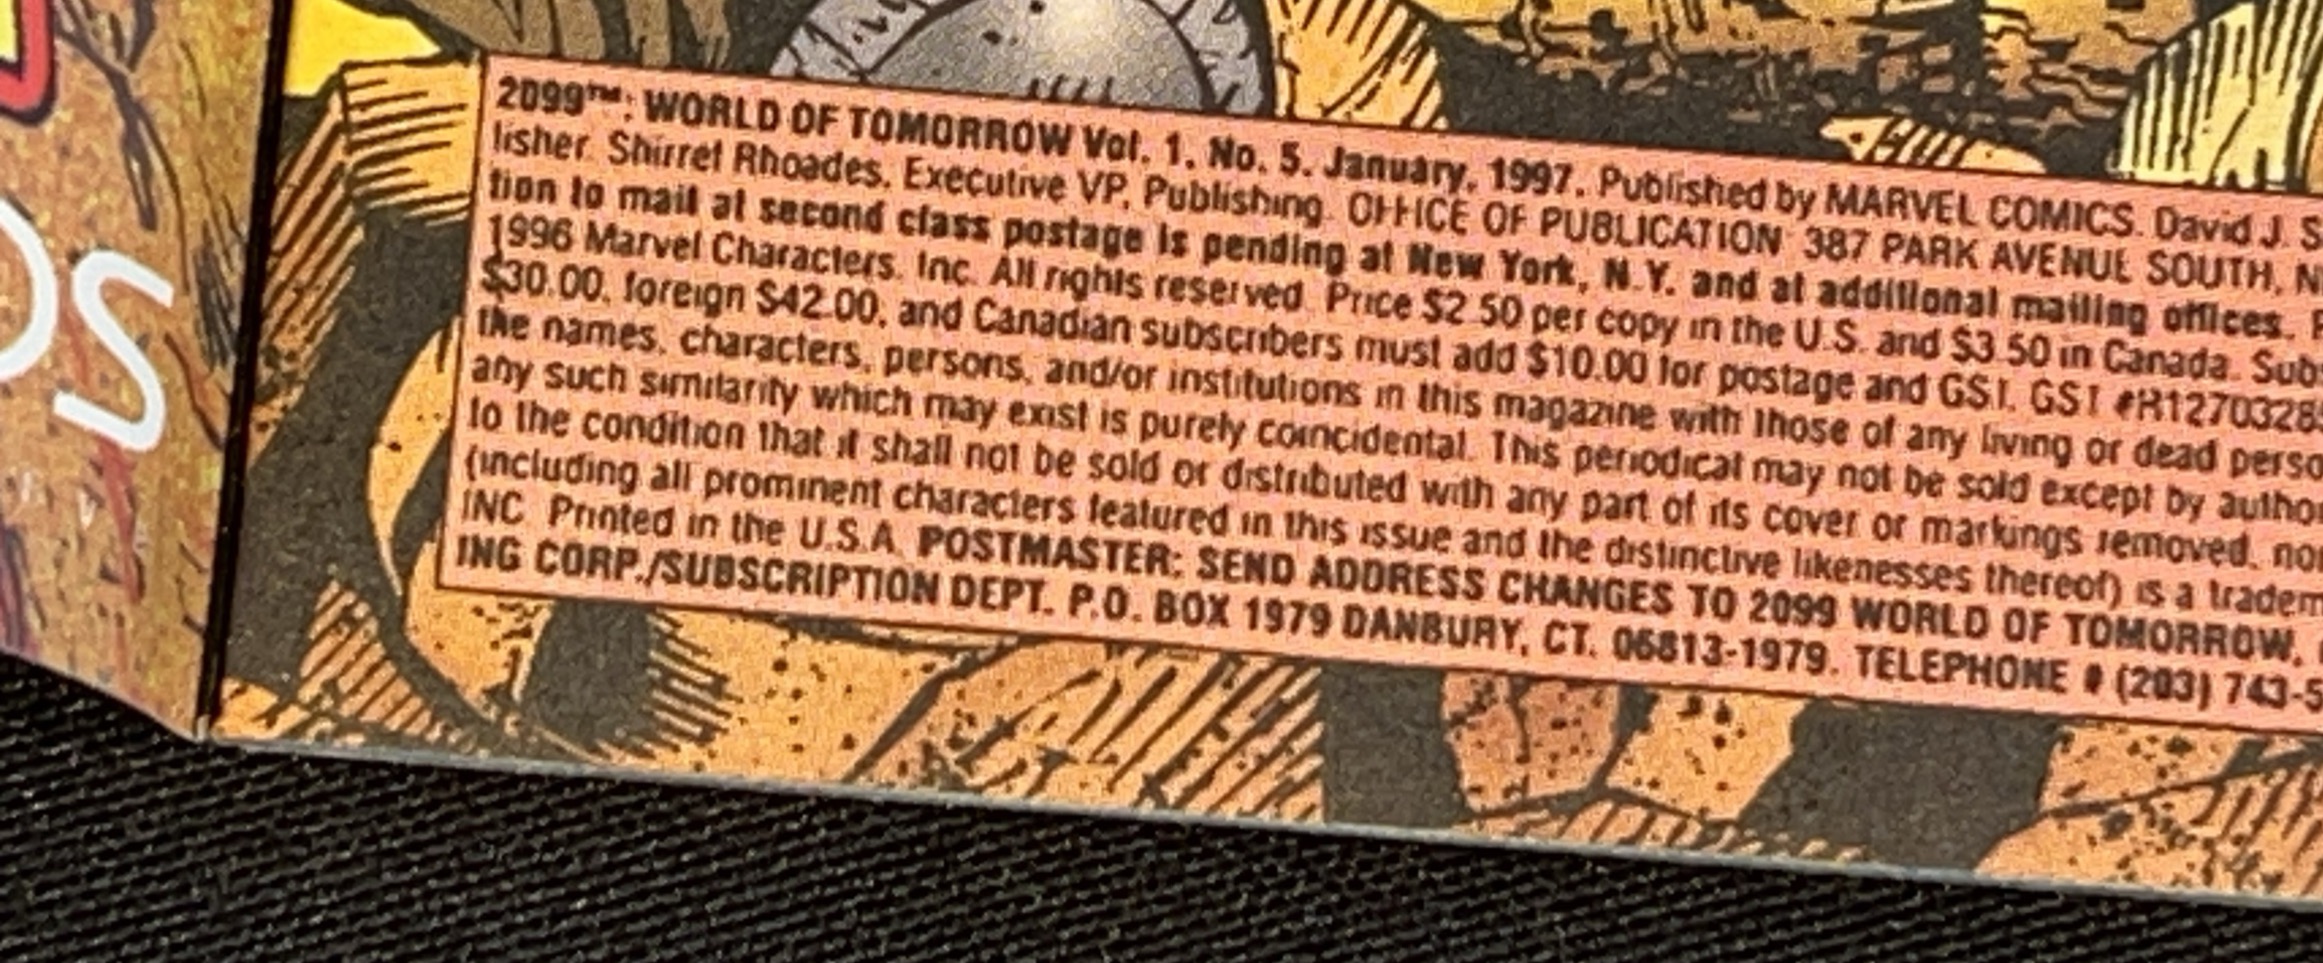 OS
2099™: WORLD OF TOMORROW Vol. 1, No. 5, January, 1997. Published by MARVEL COMICS. David J. S
lisher. Shirrel Rhoades, Executive VP, Publishing. OFFICE OF PUBLICATION 387 PARK AVENUE SOUTH, N
tion to mail at second class postage is pending at New York, N.Y. and at additional mailing offices.
1996 Marvel Characters, Inc. All rights reserved. Price $2.50 per copy in the U.S. and $3.50 in Canada. Sub
$30.00, foreign $42.00, and Canadian subscribers must add $10.00 for postage and GST. GST #R1270328
the names, characters, persons, and/or institutions in this magazine with those of any living or dead perso
any such similarity which may exist is purely coincidental. This periodical may not be sold except by autho
to the condition that it shall not be sold or distributed with any part of its cover or markings removed, no
(including all prominent characters featured in this issue and the distinctive likenesses thereof) is a tradem
INC. Printed in the U.S.A. POSTMASTER: SEND ADDRESS CHANGES TO 2099 WORLD OF TOMORROW,
ING CORP./SUBSCRIPTION DEPT. P.O. BOX 1979 DANBURY, CT. 06813-1979. TELEPHONE # (203) 743-5